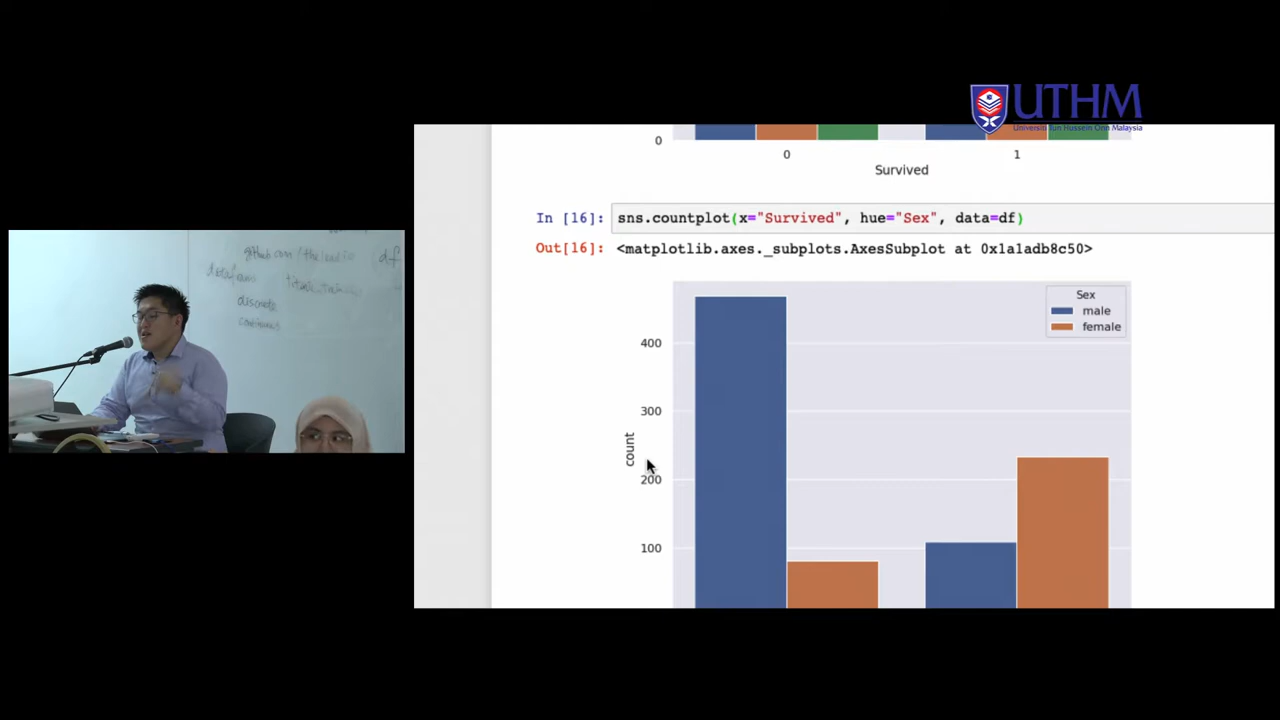 UTHM
Universiti Tun Hussein Onn Malaysia
0
0
1
Survived
In [16]: sns.countplot(x="Survived", hue="Sex", data=df)
Out[16]: <matplotlib.axes._subplots.AxesSubplot at 0x1a1adb8c50>
Sex
male
female
400
300
200
100
count
discrete
continuous